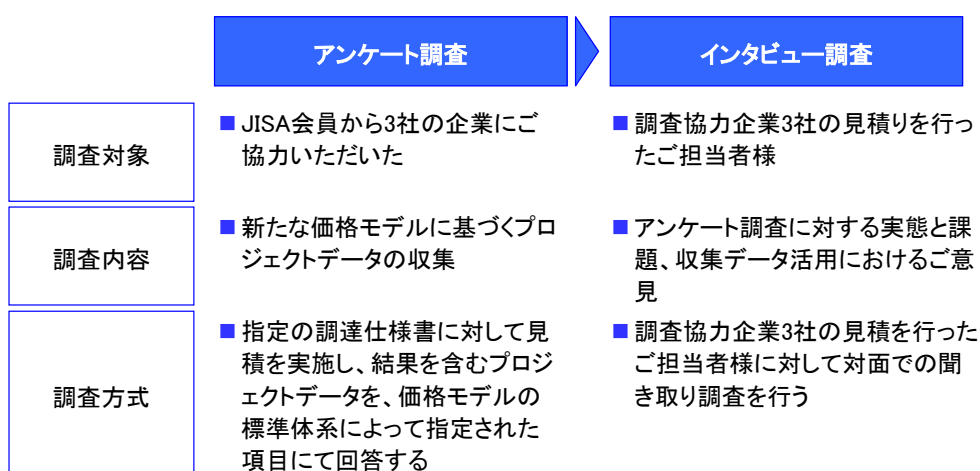 アンケート調査
インタビュー調査
調査対象
■ JISA会員から3社の企業にご
協力いただいた
■ 調査協力企業3社の見積りを行っ
たご担当者様
調査内容
■ 新たな価格モデルに基づくプロ
ジェクトデータの収集
■ アンケート調査に対する実態と課
題、収集データ活用におけるご意
見
調査方式
■ 指定の調達仕様書に対して見
積を実施し、結果を含むプロジ
ェクトデータを、価格モデルの
標準体系によって指定された
項目にて回答する
■ 調査協力企業3社の見積を行った
ご担当者様に対して対面での聞
き取り調査を行う